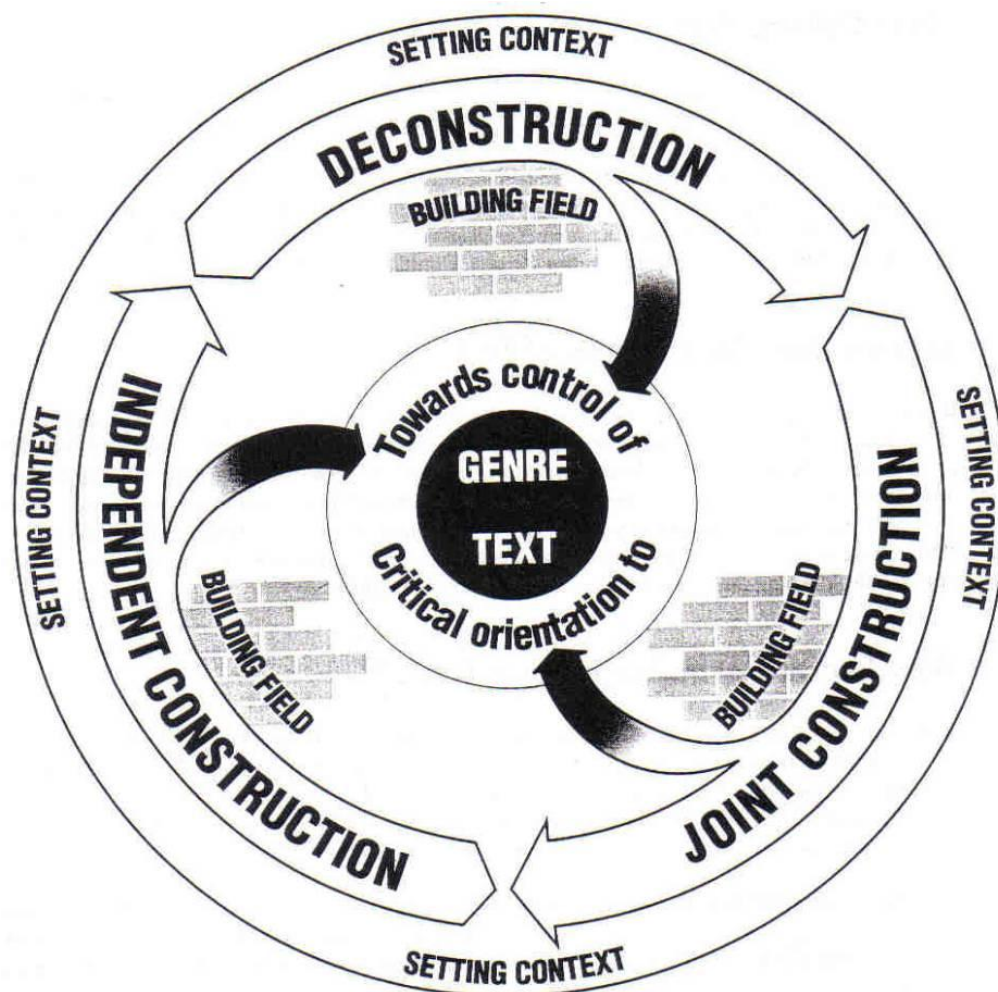 SETTING CONTEXT
DECONSTRUCTION
BUILDING FIELD
Towards control of
GENRE
TEXT
Critical orientation to
SETTING CONTEXT
INDEPENDENT CONSTRUCTION
BUILDING FIELD
BUILDING FIELD
JOINT CONSTRUCTION
SETTING CONTEXT
SETTING CONTEXT